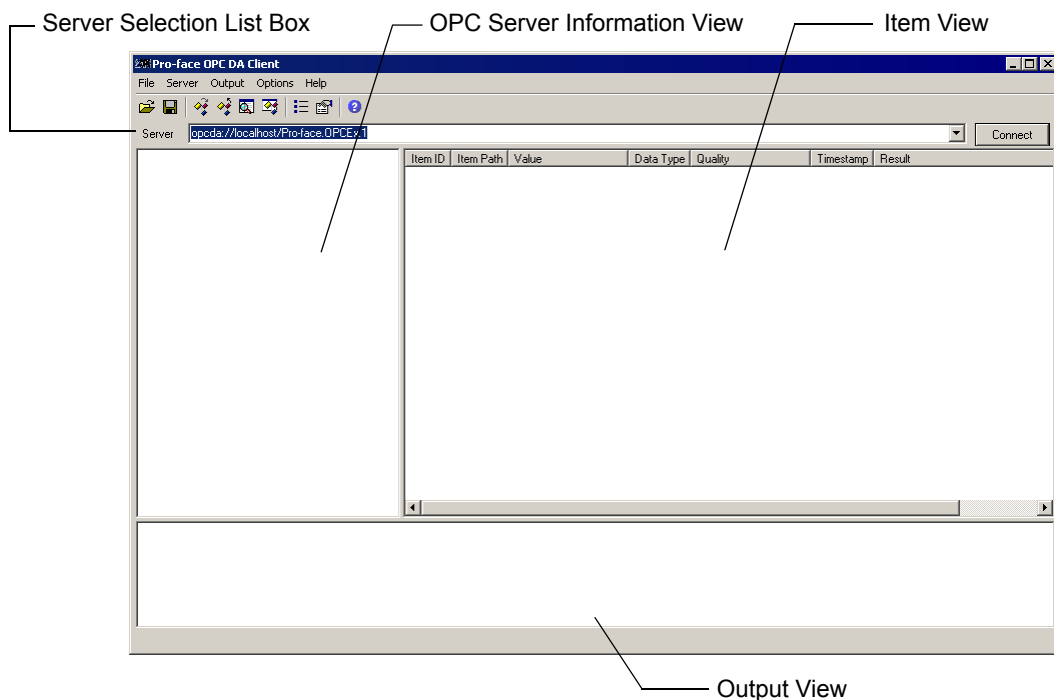 Server Selection List Box
OPC Server Information View
Item View
Pro-face OPC DA Client
File Server Output Options Help
Server opcda://localhost/Pro-face.OPCEx.1 Connect
Item ID Item Path Value Data Type Quality Timestamp Result
Output View